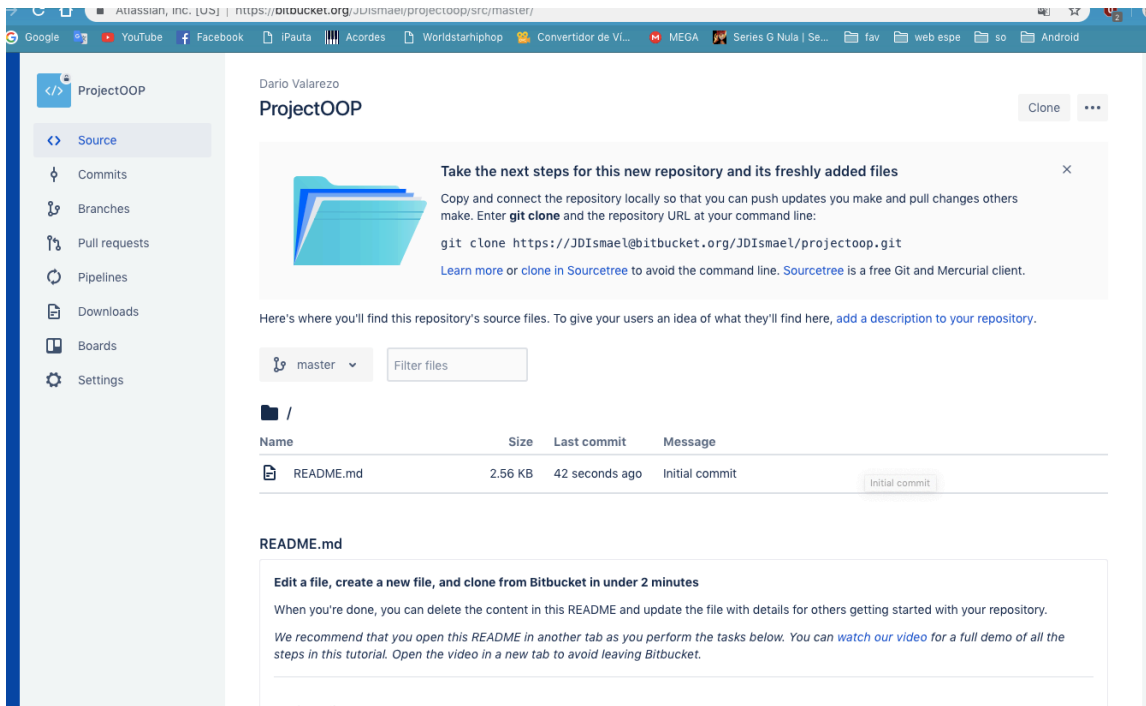 Atlassian, Inc. [US] | https://bitbucket.org/JDIsmael/projectoop/src/master/
2
Google YouTube Facebook iPauta Acordes Worldstarhiphop Convertidor de Ví... MEGA Series G Nula | Se... fav web espe so Android
ProjectOOP
Source
Commits
Branches
Pull requests
Pipelines
Downloads
Boards
Settings
Dario Valarezo
ProjectOOP
Clone
Take the next steps for this new repository and its freshly added files
Copy and connect the repository locally so that you can push updates you make and pull changes others
make. Enter git clone and the repository URL at your command line:
git clone https://JDIsmael@bitbucket.org/JDIsmael/projectoop.git
Learn more or clone in Sourcetree to avoid the command line. Sourcetree is a free Git and Mercurial client.
Here's where you'll find this repository's source files. To give your users an idea of what they'll find here, add a description to your repository.
master Filter files
/
Name Size Last commit Message
README.md 2.56 KB 42 seconds ago Initial commit
Initial commit
README.md
Edit a file, create a new file, and clone from Bitbucket in under 2 minutes
When you're done, you can delete the content in this README and update the file with details for others getting started with your repository.
We recommend that you open this README in another tab as you perform the tasks below. You can watch our video for a full demo of all the
steps in this tutorial. Open the video in a new tab to avoid leaving Bitbucket.